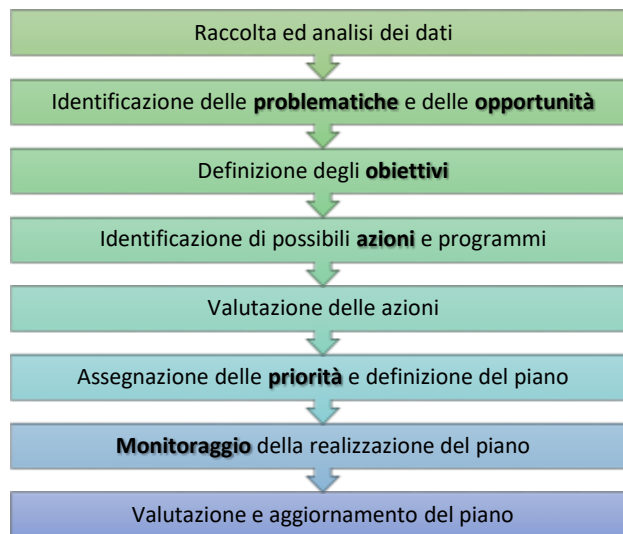 Raccolta ed analisi dei dati
Identificazione delle problematiche e delle opportunità
Definizione degli obiettivi
Identificazione di possibili azioni e programmi
Valutazione delle azioni
Assegnazione delle priorità e definizione del piano
Monitoraggio della realizzazione del piano
Valutazione e aggiornamento del piano